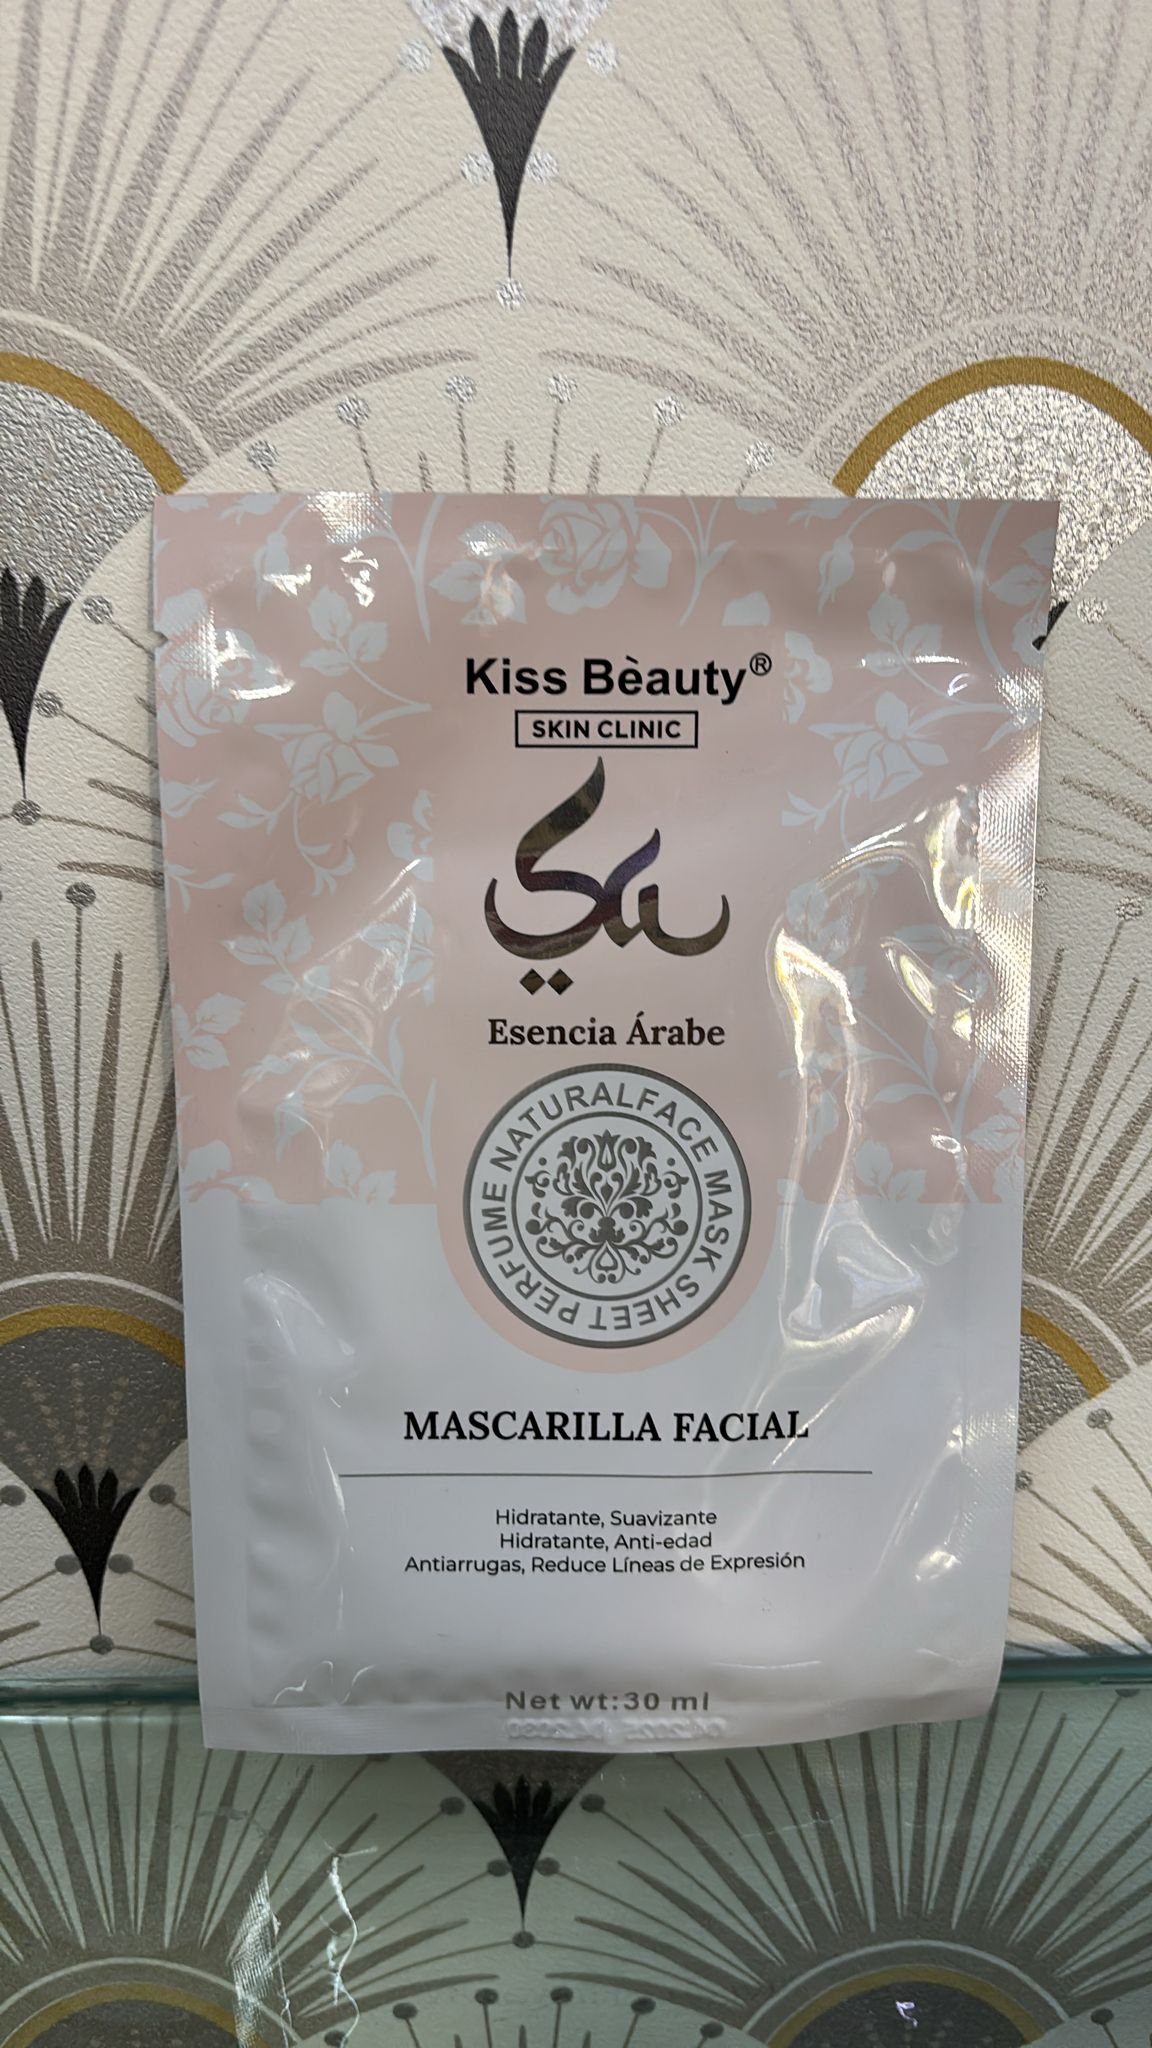 Kiss Bèauty®
SKIN CLINIC
Esencia Árabe
PERFUME NATURALFACE MASK SHEET
MASCARILLA FACIAL
Hidratante, Suavizante
Hidratante, Anti-edad
Antiarrugas, Reduce Líneas de Expresión
Net wt:30 ml